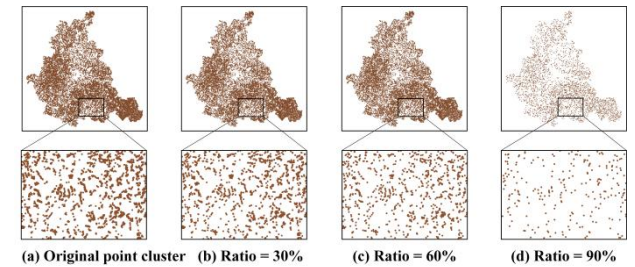 (a) Original point cluster (b) Ratio = 30% (c) Ratio = 60% (d) Ratio = 90%